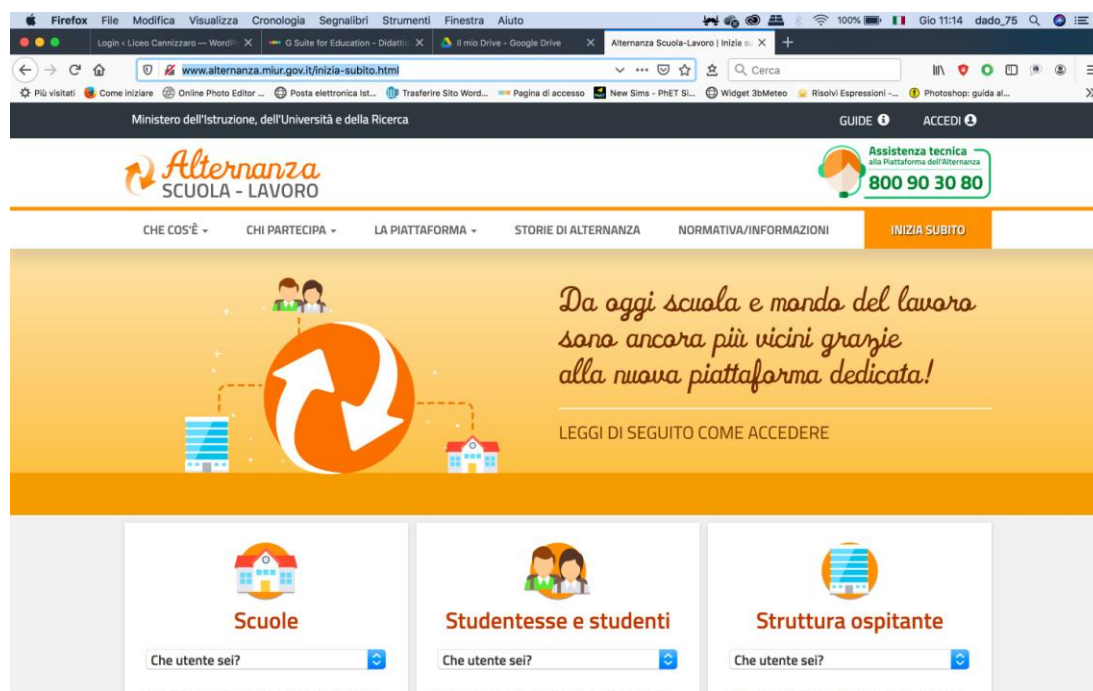 Firefox File Modifica Visualizza Cronologia Segnalibri Strumenti Finestra Aiuto 100% Gio 11:14 dado_75
Login ‹ Liceo Cannizzaro — WordP G Suite for Education - Didattic Il mio Drive - Google Drive Alternanza Scuola-Lavoro | Inizia su
www.alternanza.miur.gov.it/inizia-subito.html Cerca
Più visitati Come iniziare Online Photo Editor ... Posta elettronica Ist... Trasferire Sito Word... Pagina di accesso New Sims - PhET Si... Widget 3bMeteo Risolvi Espressioni -... Photoshop: guida al...
Ministero dell'Istruzione, dell'Università e della Ricerca GUIDE ACCEDI
Alternanza
SCUOLA - LAVORO
Assistenza tecnica
alla Piattaforma dell'Alternanza
800 90 30 80
CHE COS'È CHI PARTECIPA LA PIATTAFORMA STORIE DI ALTERNANZA NORMATIVA/INFORMAZIONI INIZIA SUBITO
Da oggi scuola e mondo del lavoro
sono ancora più vicini grazie
alla nuova piattaforma dedicata!
LEGGI DI SEGUITO COME ACCEDERE
Scuole Studentesse e studenti Struttura ospitante
Che utente sei? Che utente sei? Che utente sei?